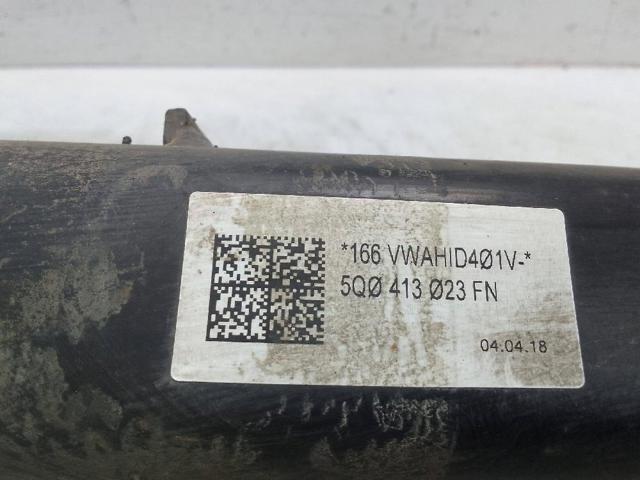 *166 VWAHID4Ø1V-*
5QØ 413 Ø23 FN
04.04.18